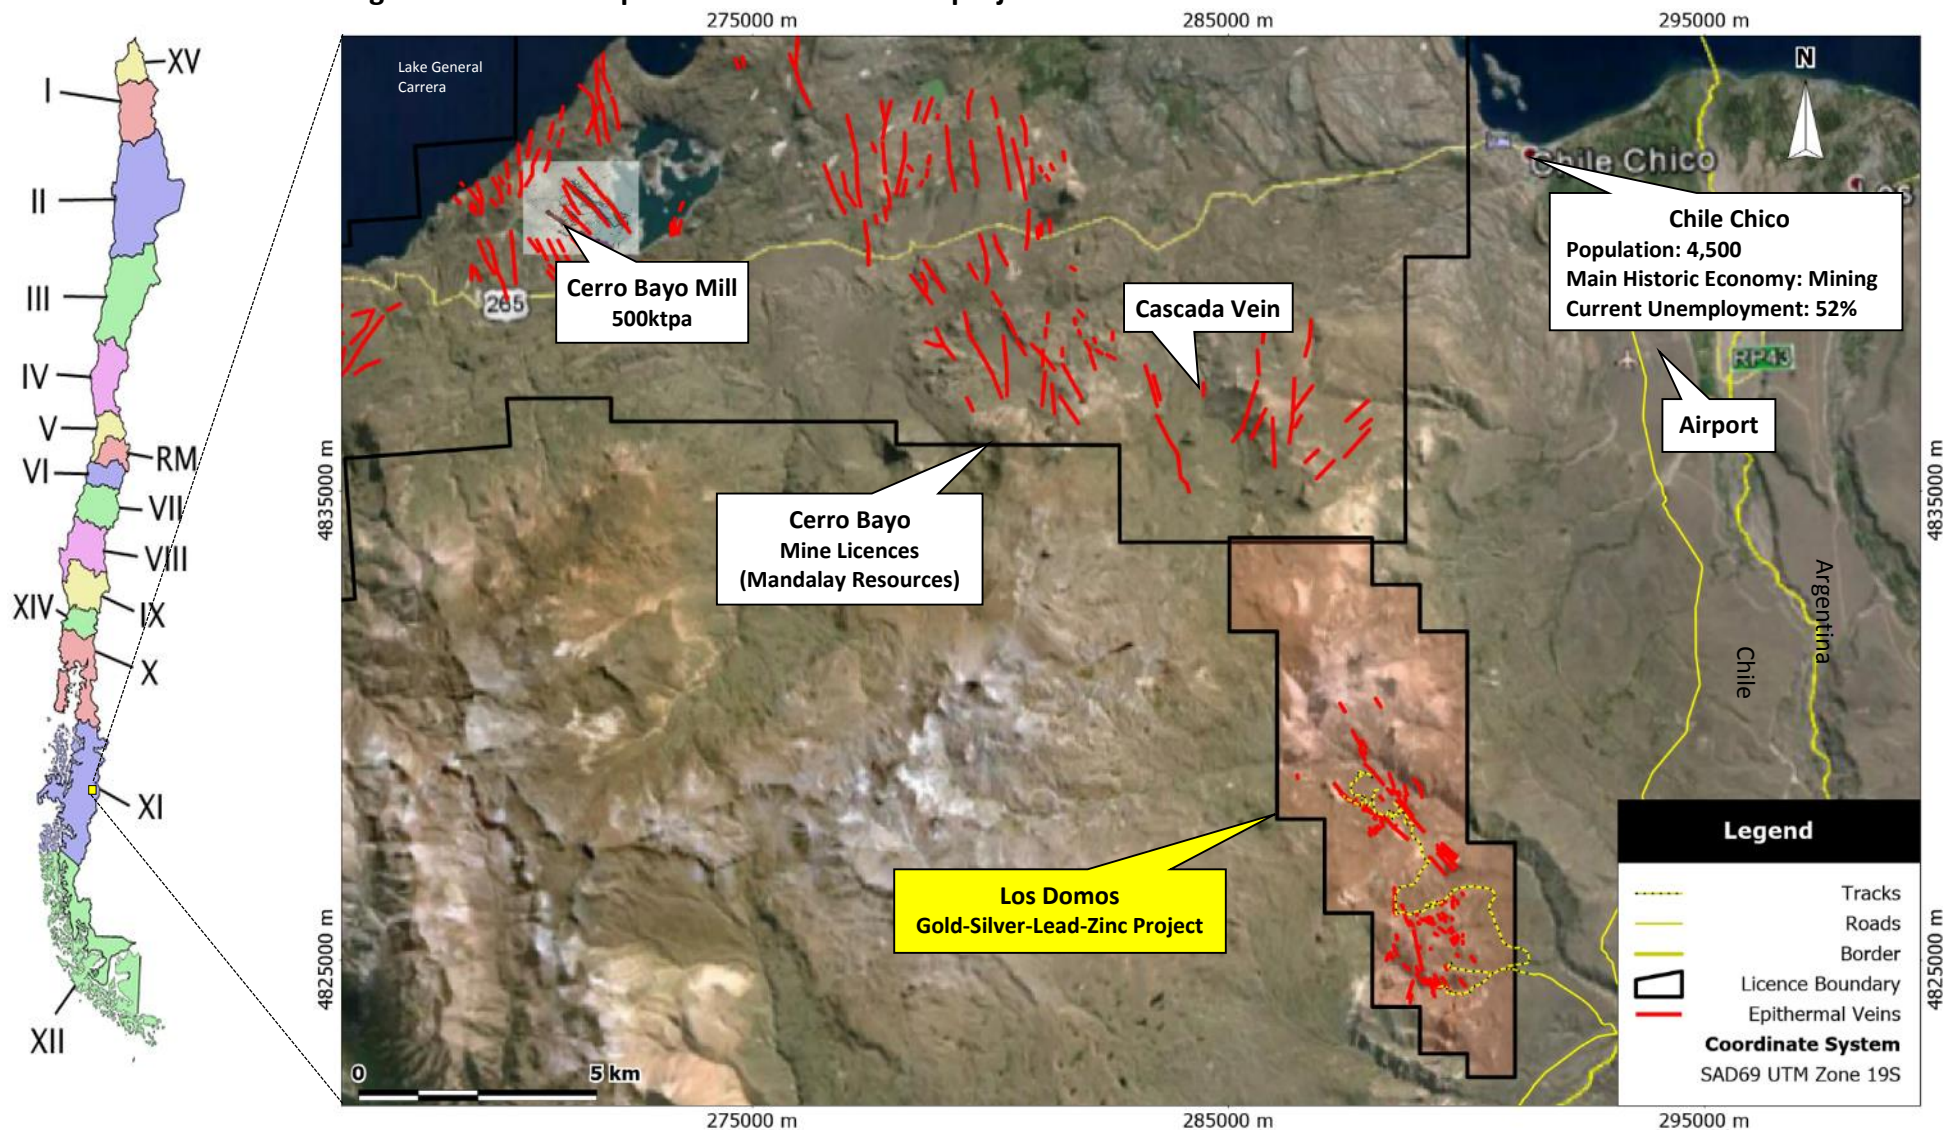 275000 m
285000 m
295000 m
XV
I
II
III
IV
V
RM
VI
VII
VIII
XIV
IX
X
XI
XII
Lake General
Carrera
N
Chile Chico
Chile Chico
Population: 4,500
Main Historic Economy: Mining
Current Unemployment: 52%
Cerro Bayo Mill
500ktpa
265
Cascada Vein
RP43
Airport
4835000 m
4835000 m
Cerro Bayo
Mine Licences
(Mandalay Resources)
Argentina
Chile
Los Domos
Gold-Silver-Lead-Zinc Project
4825000 m
4825000 m
Legend
Tracks
Roads
Border
Licence Boundary
Epithermal Veins
Coordinate System
SAD69 UTM Zone 19S
0
5 km
275000 m
285000 m
295000 m